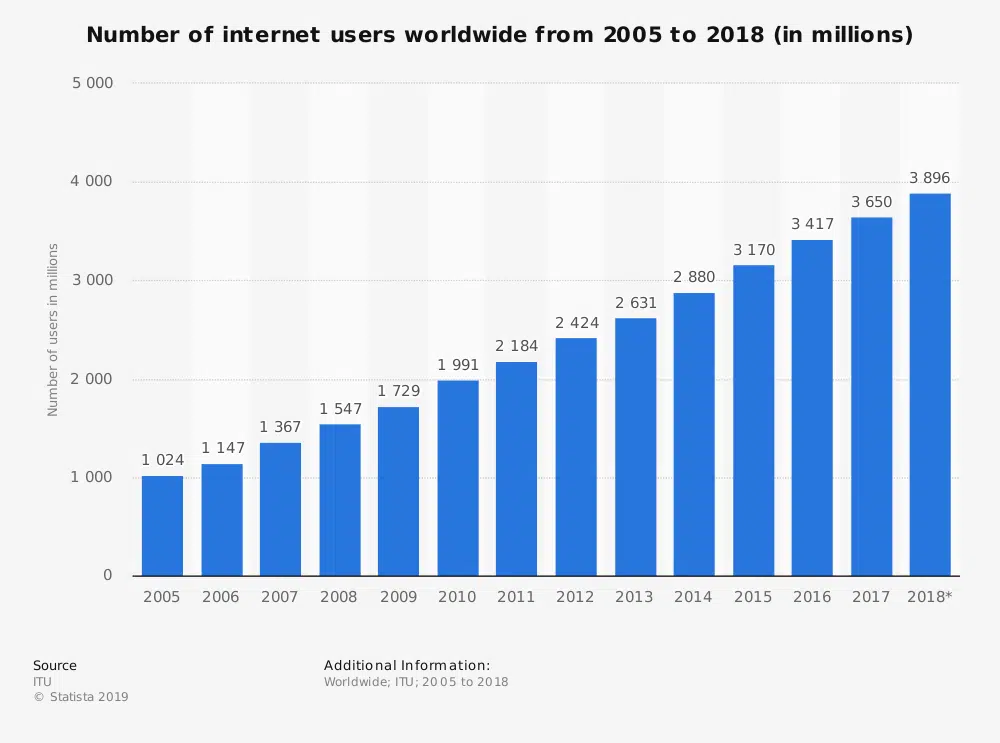 Number of internet users worldwide from 2005 to 2018 (in millions)
Number of users in millions
5 000
4 000
3 000
2 000
1 000
0
1 024
1 147
1 367
1 547
1 729
1 991
2 184
2 424
2 631
2 880
3 170
3 417
3 650
3 896
2005 2006 2007 2008 2009 2010 2011 2012 2013 2014 2015 2016 2017 2018*
Source
ITU
© Statista 2019
Additional Information:
Worldwide; ITU; 2005 to 2018